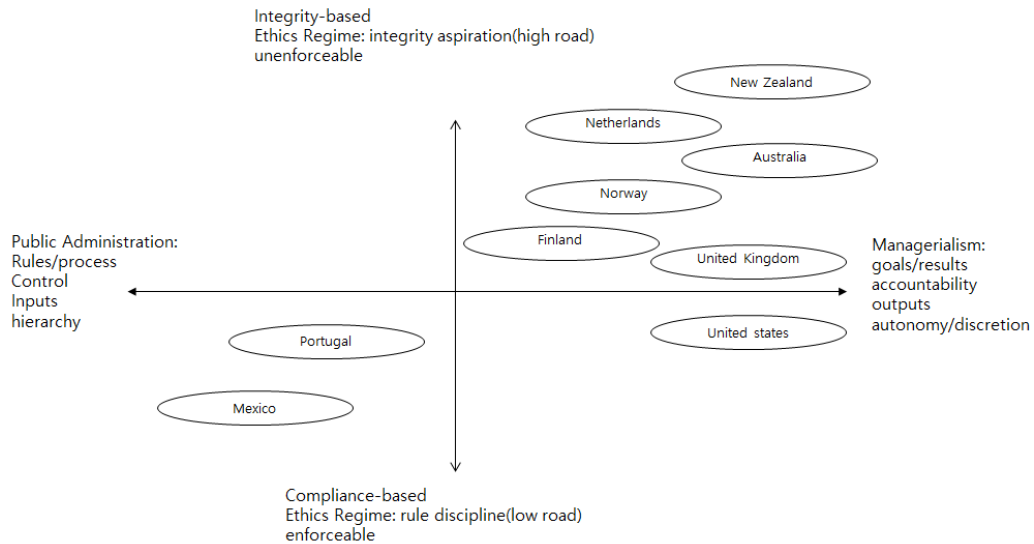 Integrity-based
Ethics Regime: integrity aspiration(high road)
unenforceable
New Zealand
Netherlands
Australia
Norway
Finland
Public Administration:
Rules/process
Control
Inputs
hierarchy
United Kingdom
Managerialism:
goals/results
accountability
outputs
autonomy/discretion
United states
Portugal
Mexico
Compliance-based
Ethics Regime: rule discipline(low road)
enforceable